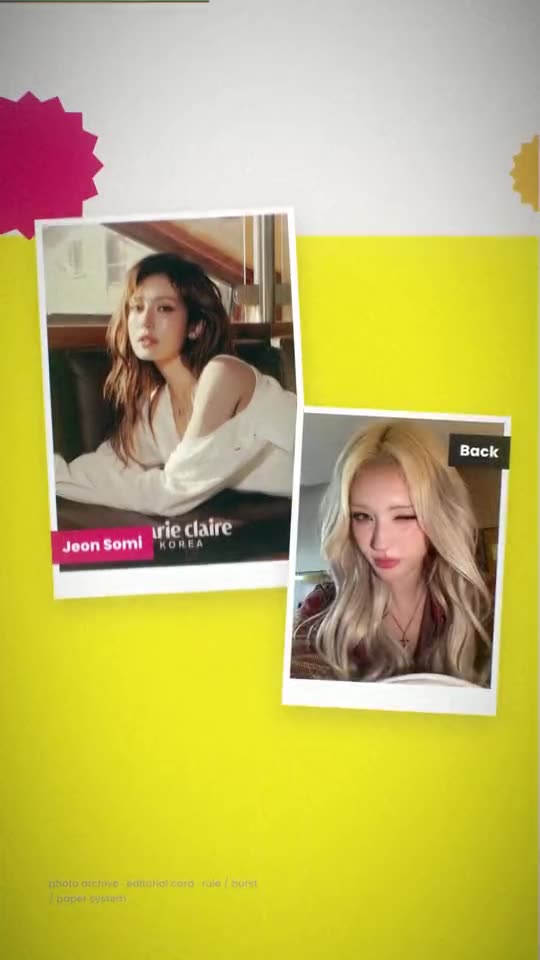 Back
Jeon Somi
arie claire
KOREA
photo archive · editorial card · rule / burst
/ paper system